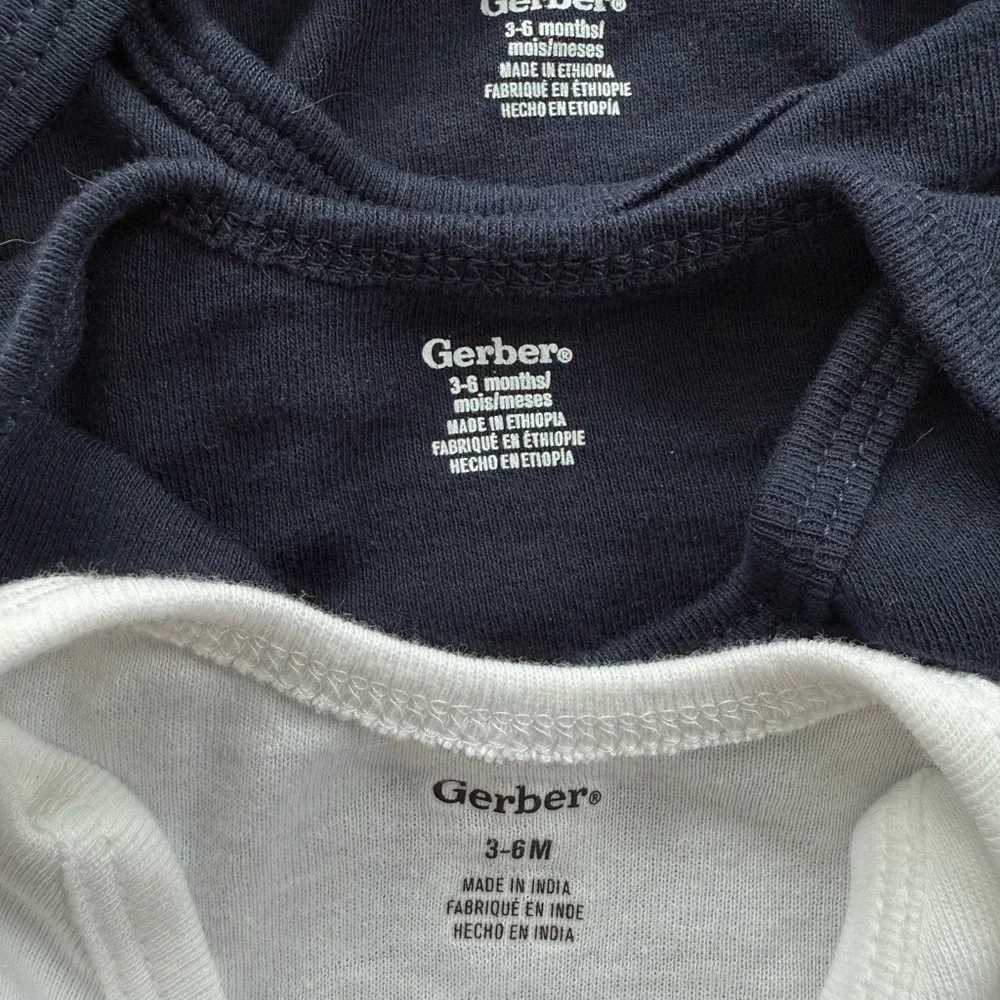 Gerber®
3-6 months/
mois/meses
MADE IN ETHIOPIA
FABRIQUÉ EN ÉTHIOPIE
HECHO EN ETIOPÍA
Gerber®
3-6 months/
mois/meses
MADE IN ETHIOPIA
FABRIQUÉ EN ÉTHIOPIE
HECHO EN ETIOPÍA
Gerber®
3-6 M
MADE IN INDIA
FABRIQUÉ EN INDE
HECHO EN INDIA